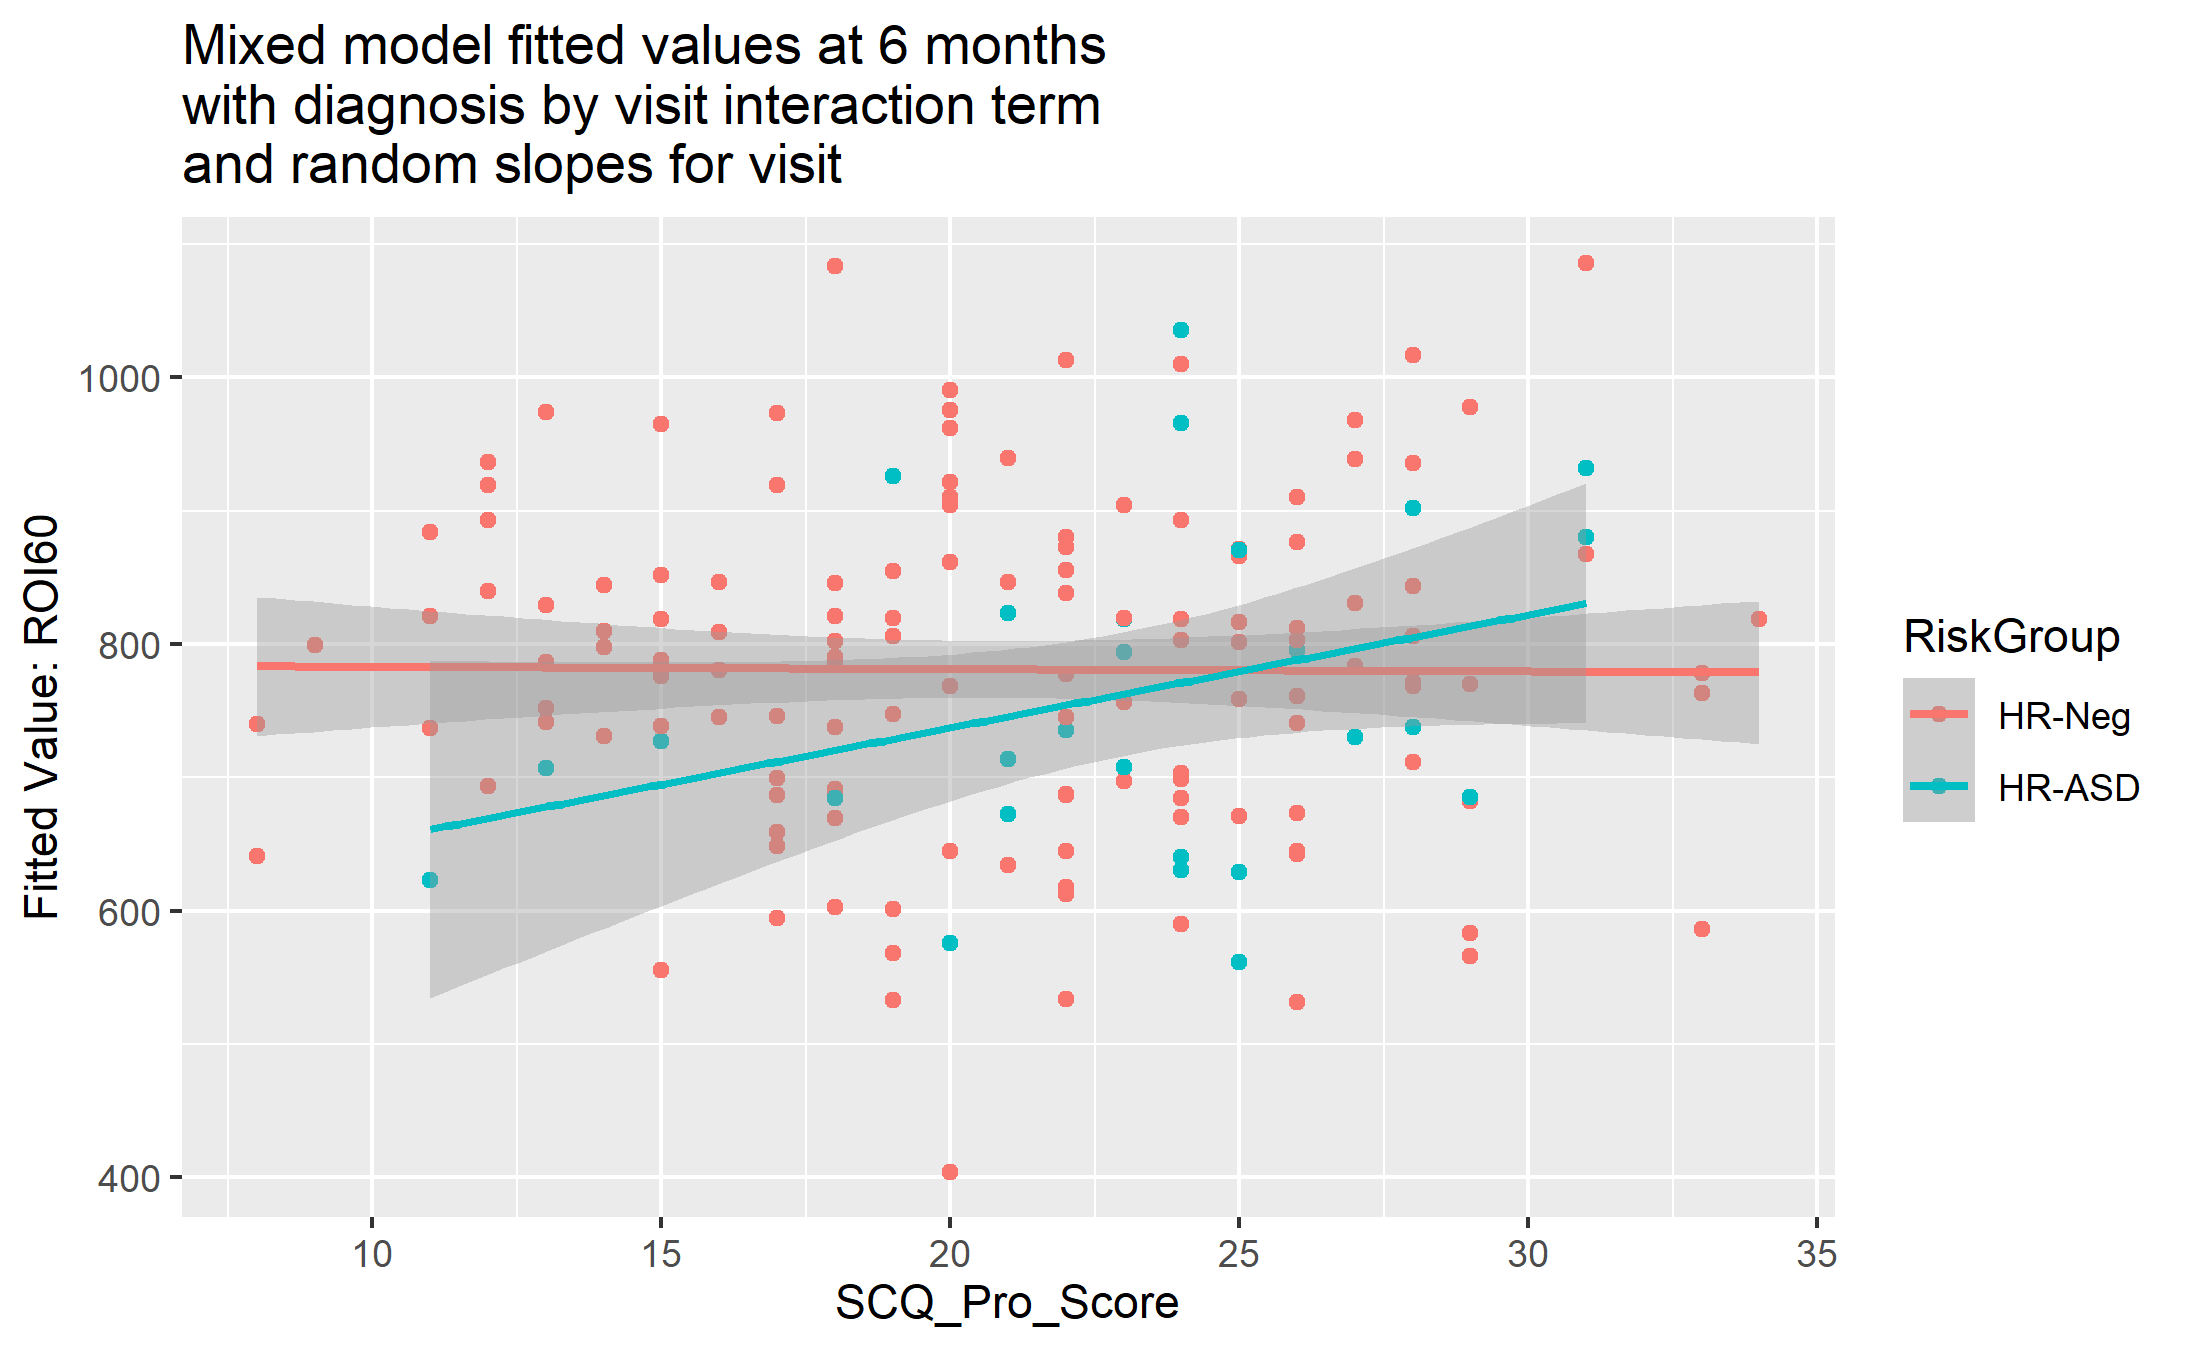 Mixed model fitted values at 6 months
with diagnosis by visit interaction term
and random slopes for visit
Fitted Value: ROI60
1000
800
600
400
10 15 20 25 30 35
SCQ_Pro_Score
RiskGroup
HR-Neg
HR-ASD